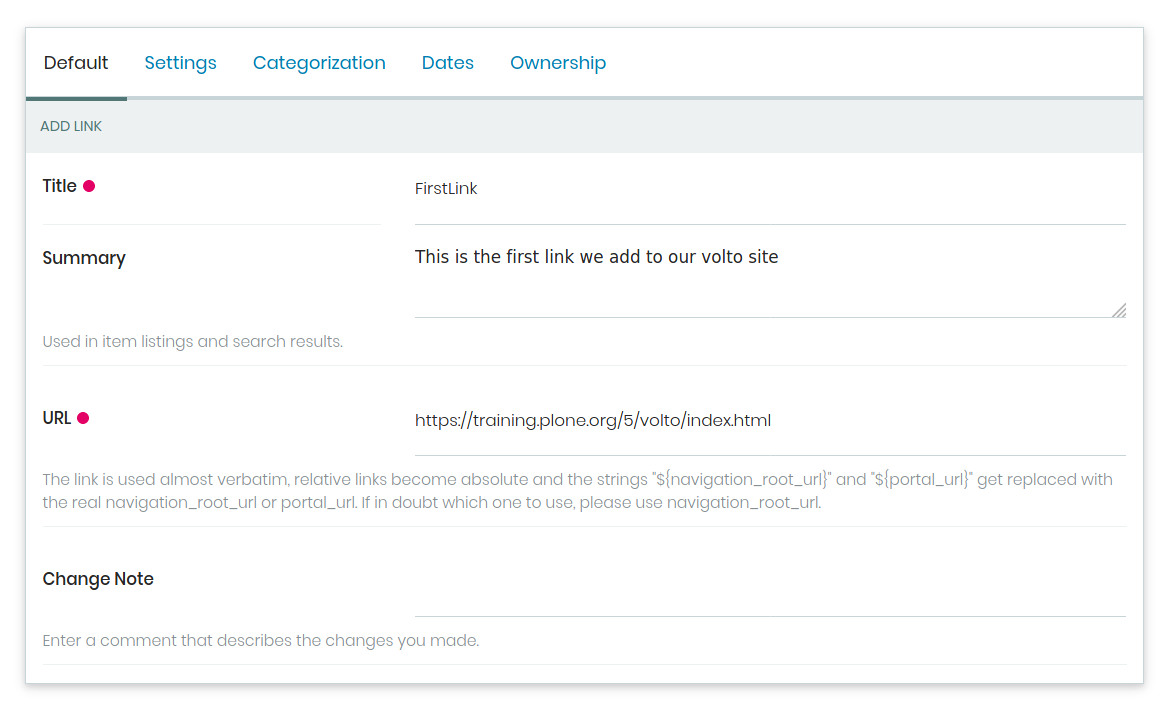 Default Settings Categorization Dates Ownership
ADD LINK
Title FirstLink
Summary This is the first link we add to our volto site
Used in item listings and search results.
URL https://training.plone.org/5/volto/index.html
The link is used almost verbatim, relative links become absolute and the strings "${navigation_root_url}" and "${portal_url}" get replaced with
the real navigation_root_url or portal_url. If in doubt which one to use, please use navigation_root_url.
Change Note
Enter a comment that describes the changes you made.